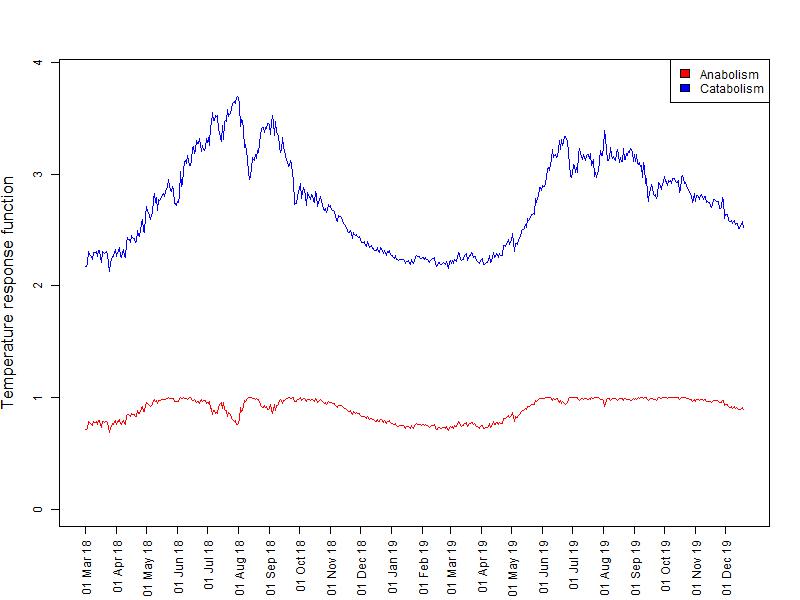 Anabolism
Catabolism
Temperature response function
4
3
2
1
0
01 Mar 18
01 Apr 18
01 May 18
01 Jun 18
01 Jul 18
01 Aug 18
01 Sep 18
01 Oct 18
01 Nov 18
01 Dec 18
01 Jan 19
01 Feb 19
01 Mar 19
01 Apr 19
01 May 19
01 Jun 19
01 Jul 19
01 Aug 19
01 Sep 19
01 Oct 19
01 Nov 19
01 Dec 19